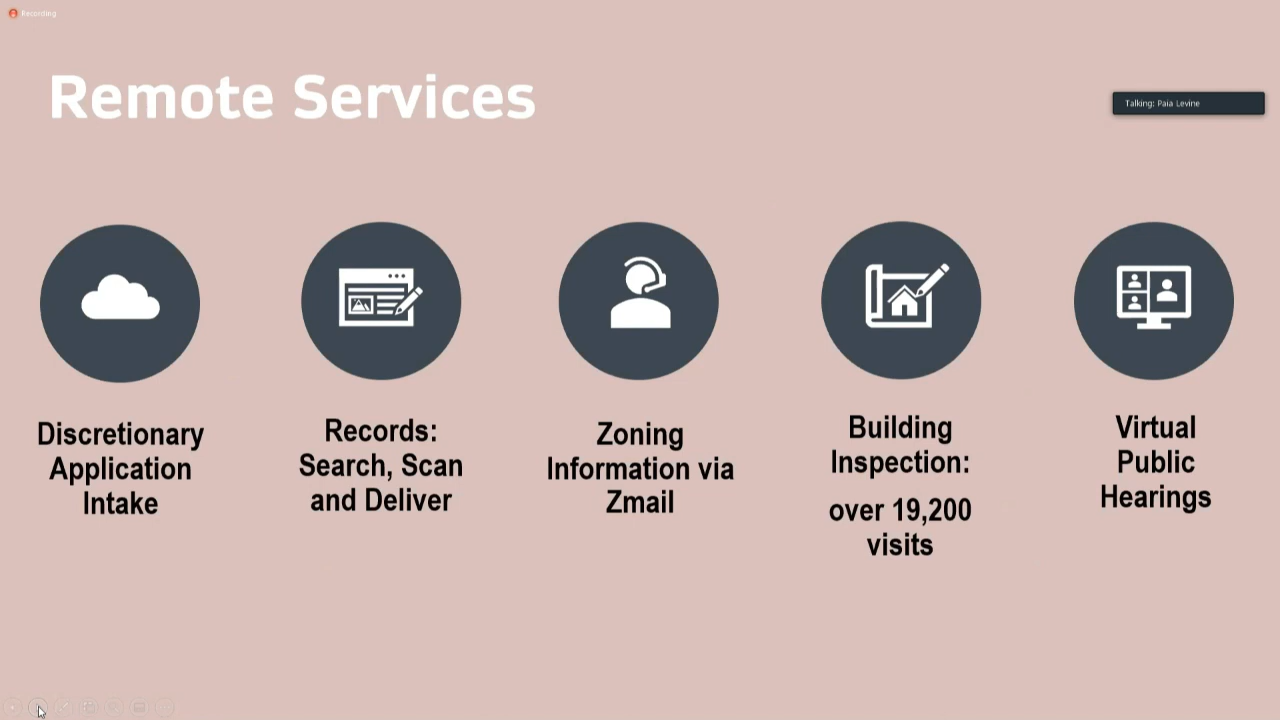 Recording
Remote Services
Talking: Paia Levine
Discretionary
Application
Intake
Records:
Search, Scan
and Deliver
Zoning
Information via
Zmail
Building
Inspection:
over 19,200
visits
Virtual
Public
Hearings